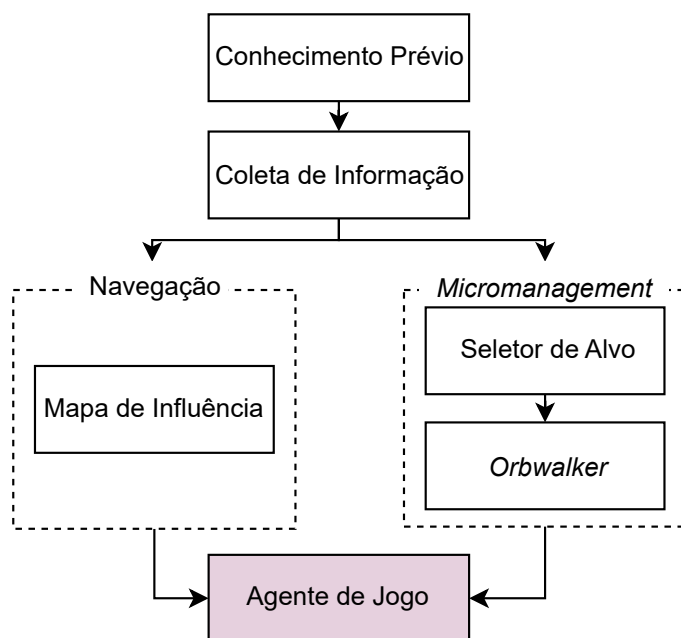 Conhecimento Prévio
Coleta de Informação
Navegação
Mapa de Influência
Micromanagement
Seletor de Alvo
Orbwalker
Agente de Jogo